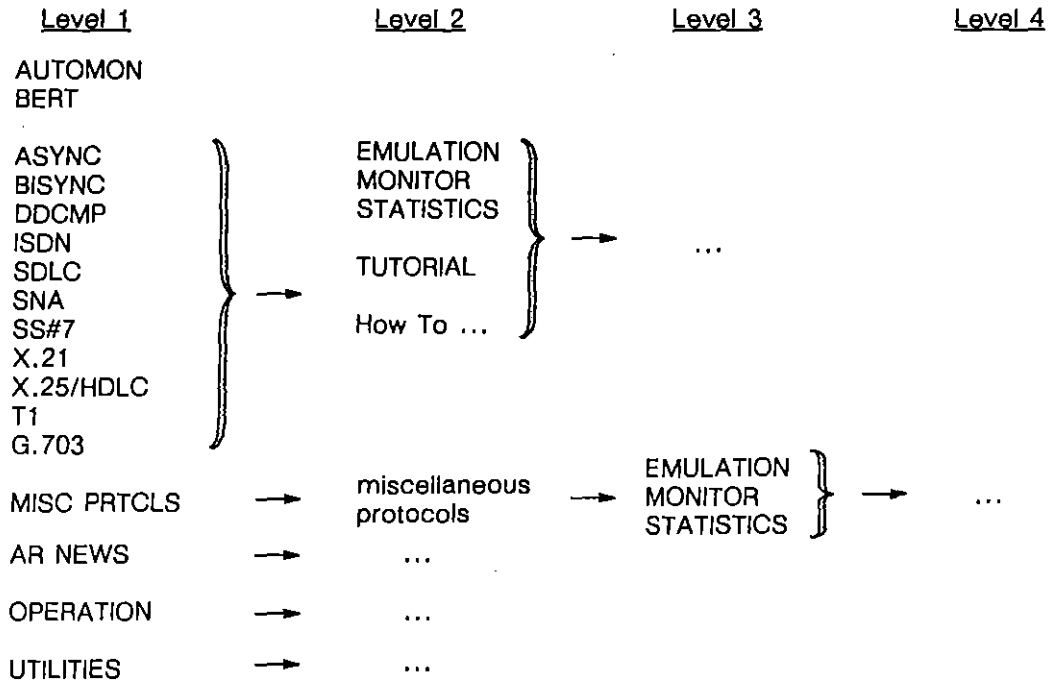 Level 1 Level 2 Level 3 Level 4
AUTOMON
BERT
ASYNC
BISYNC
DDCMP
ISDN
SDLC
SNA
SS#7
X.21
X.25/HDLC
T1
G.703
EMULATION
MONITOR
STATISTICS
TUTORIAL
How To ...
...
MISC PRTCLS
miscellaneous
protocols
EMULATION
MONITOR
STATISTICS
...
AR NEWS ...
OPERATION ...
UTILITIES ...